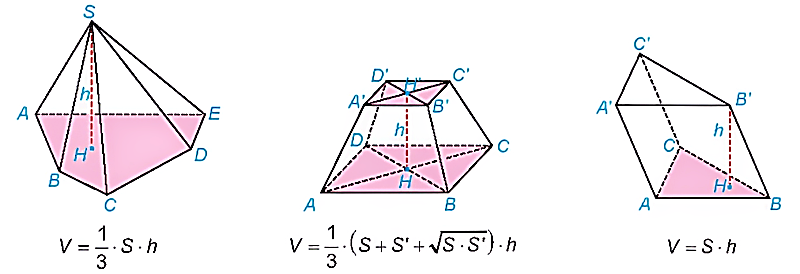 S
h
A
E
H
D
B
C
V = 1/3 · S · h
D'
H'
C'
A'
B'
h
D
C
H
A
B
V = 1/3 · (S + S' + √(S · S')) · h
C'
A'
B'
h
C
H
A
B
V = S · h